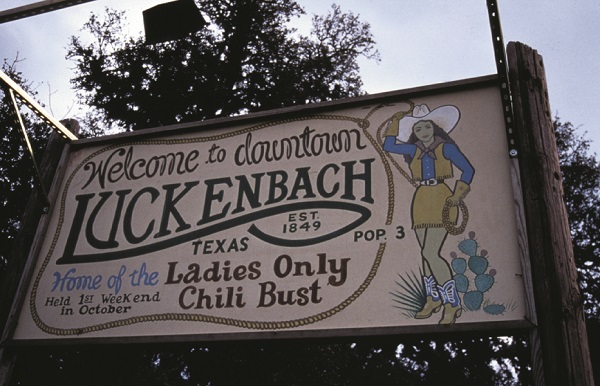 Welcome to downtown
LUCKENBACH
EST.
1849
TEXAS
POP. 3
Home of the Ladies Only
Chili Bust
Held 1st Weekend
in October